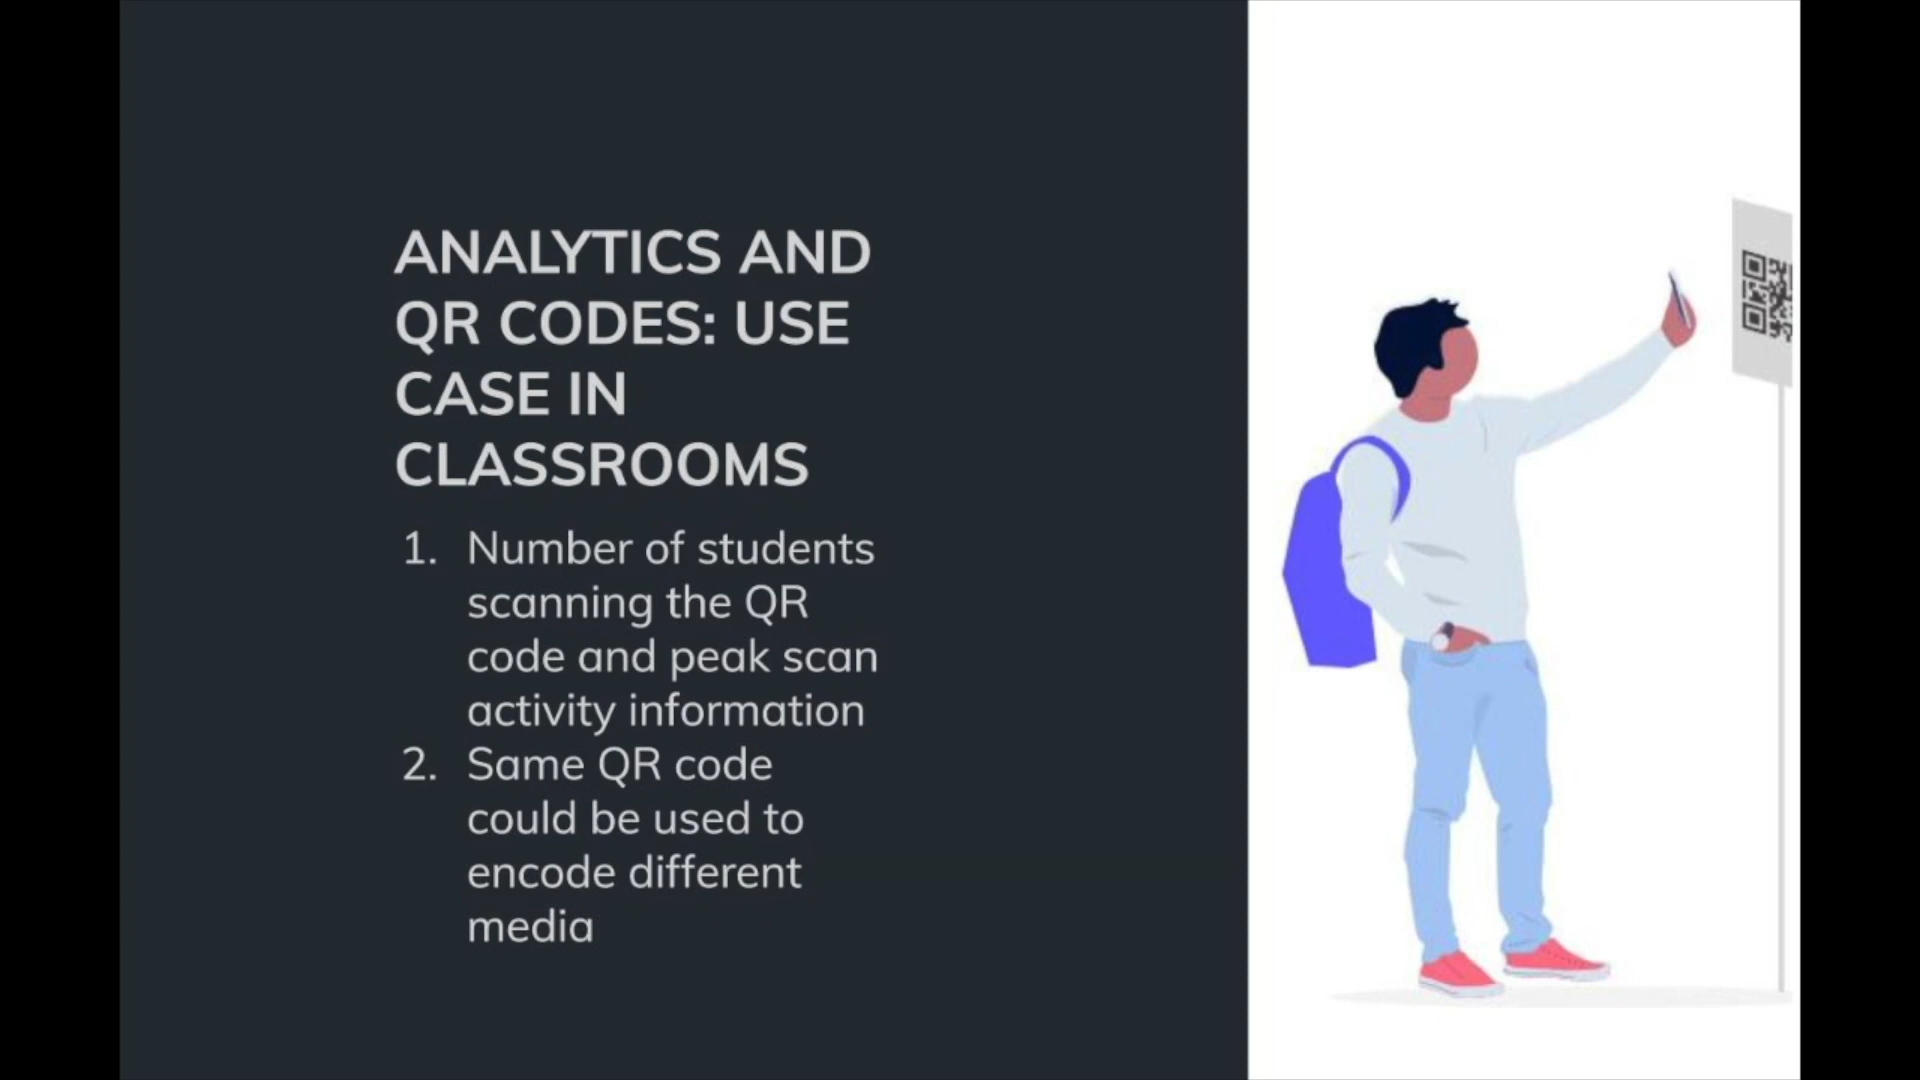 ANALYTICS AND
QR CODES: USE
CASE IN
CLASSROOMS
1. Number of students
scanning the QR
code and peak scan
activity information
2. Same QR code
could be used to
encode different
media